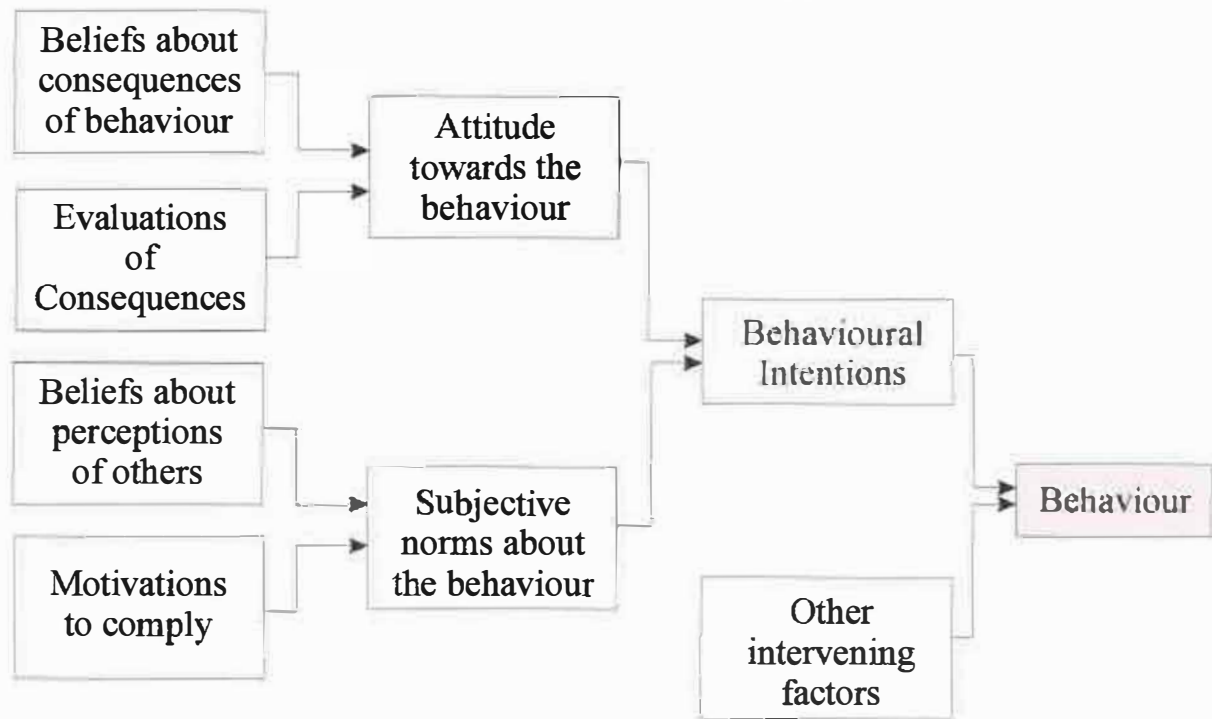 Beliefs about
consequences
of behaviour
Evaluations
of
Consequences
Beliefs about
perceptions
of others
Motivations
to comply
Attitude
towards the
behaviour
Subjective
norms about
the behaviour
Behavioural
Intentions
Other
intervening
factors
Behaviour